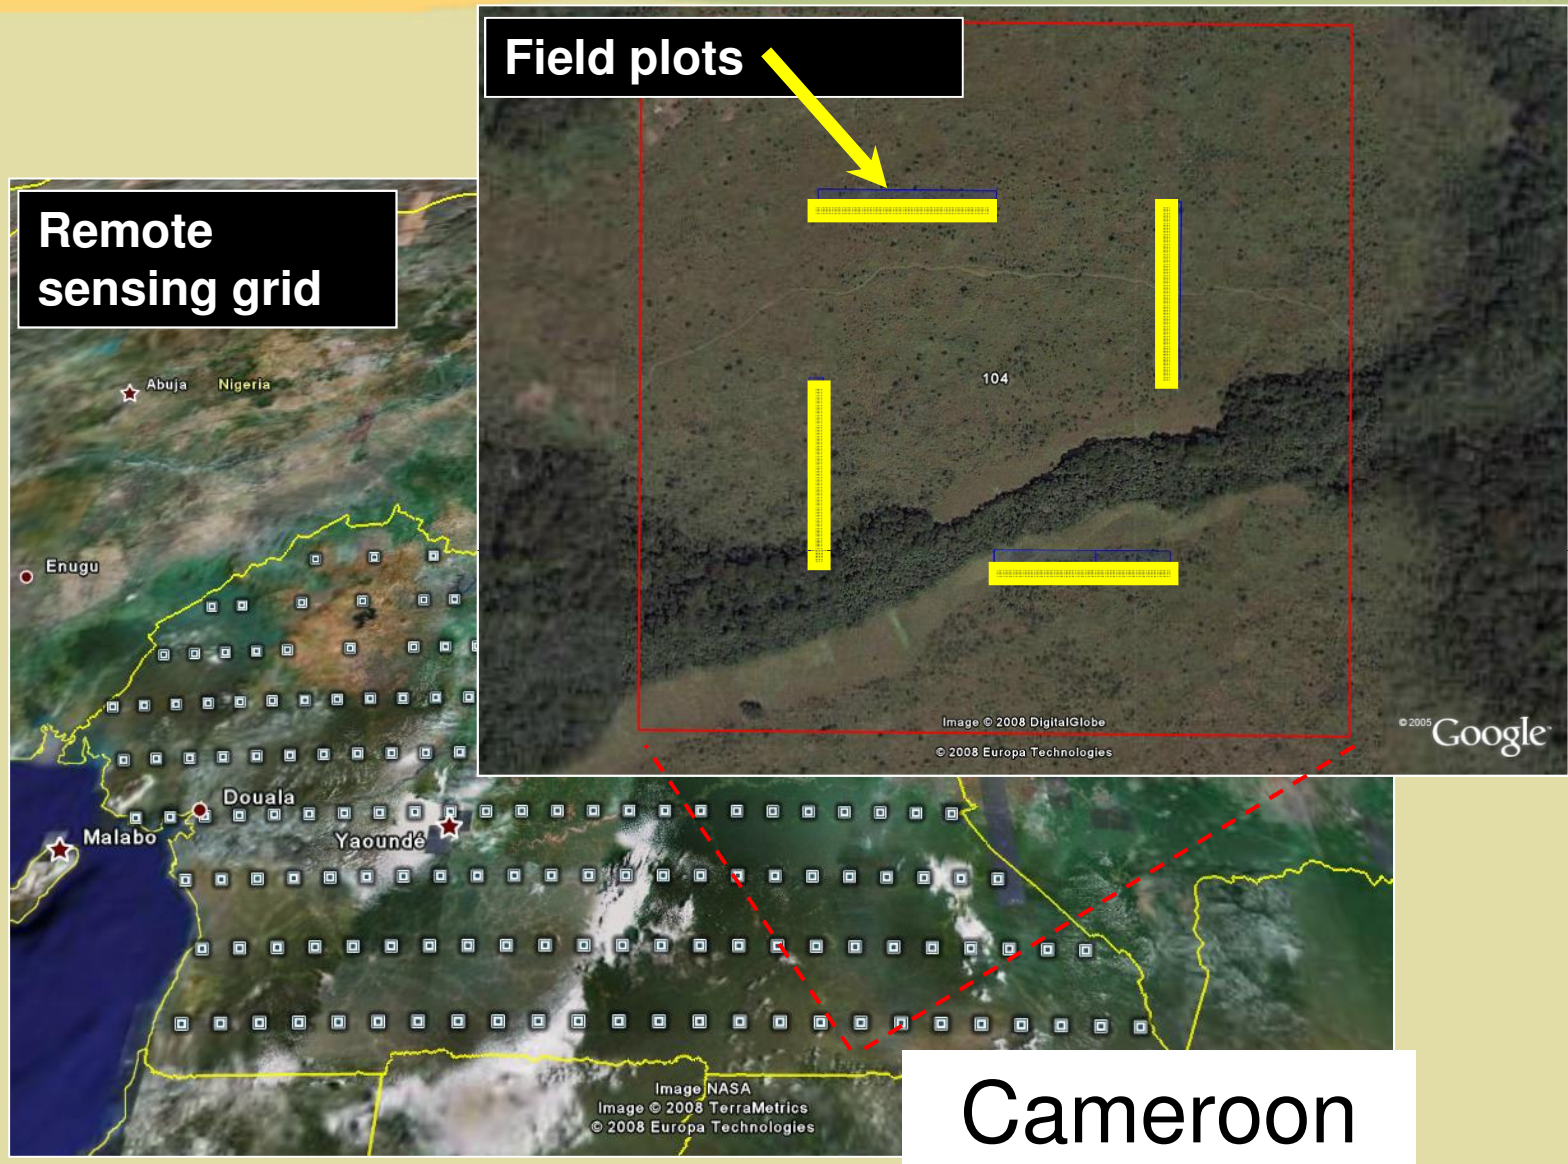 Field plots
Remote
sensing grid
Abuja
Nigeria
104
Enugu
Image © 2008 DigitalGlobe
© 2008 Europa Technologies
©2005 Google
Douala
Malabo
Yaoundé
Image NASA
Image © 2008 TerraMetrics
© 2008 Europa Technologies
Cameroon